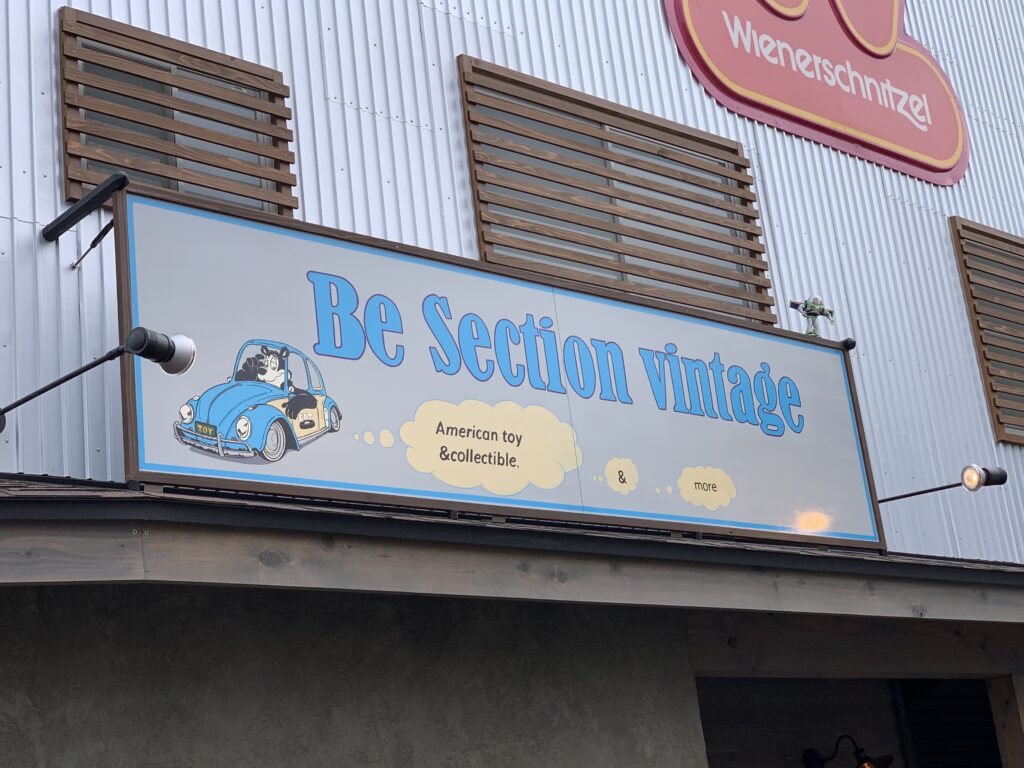 Wienerschnitzel
Be Section vintage
TOY
American toy
&collectible.
&
more